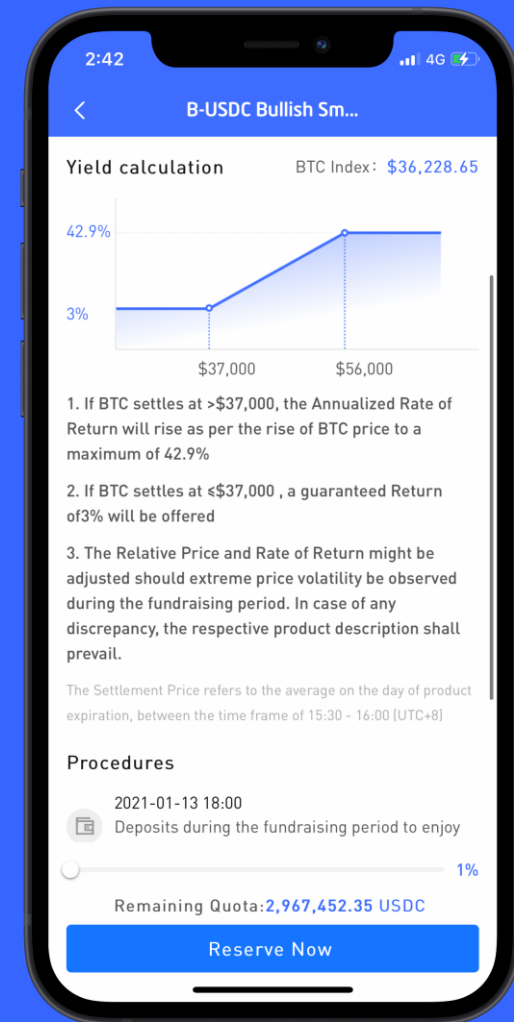 2:42
4G
B-USDC Bullish Sm...
Yield calculation BTC Index: $36,228.65
42.9%
3%
$37,000 $56,000
1. If BTC settles at >$37,000, the Annualized Rate of
Return will rise as per the rise of BTC price to a
maximum of 42.9%
2. If BTC settles at ≤$37,000 , a guaranteed Return
of3% will be offered
3. The Relative Price and Rate of Return might be
adjusted should extreme price volatility be observed
during the fundraising period. In case of any
discrepancy, the respective product description shall
prevail.
The Settlement Price refers to the average on the day of product
expiration, between the time frame of 15:30 - 16:00 (UTC+8)
Procedures
2021-01-13 18:00
Deposits during the fundraising period to enjoy
1%
Remaining Quota:2,967,452.35 USDC
Reserve Now